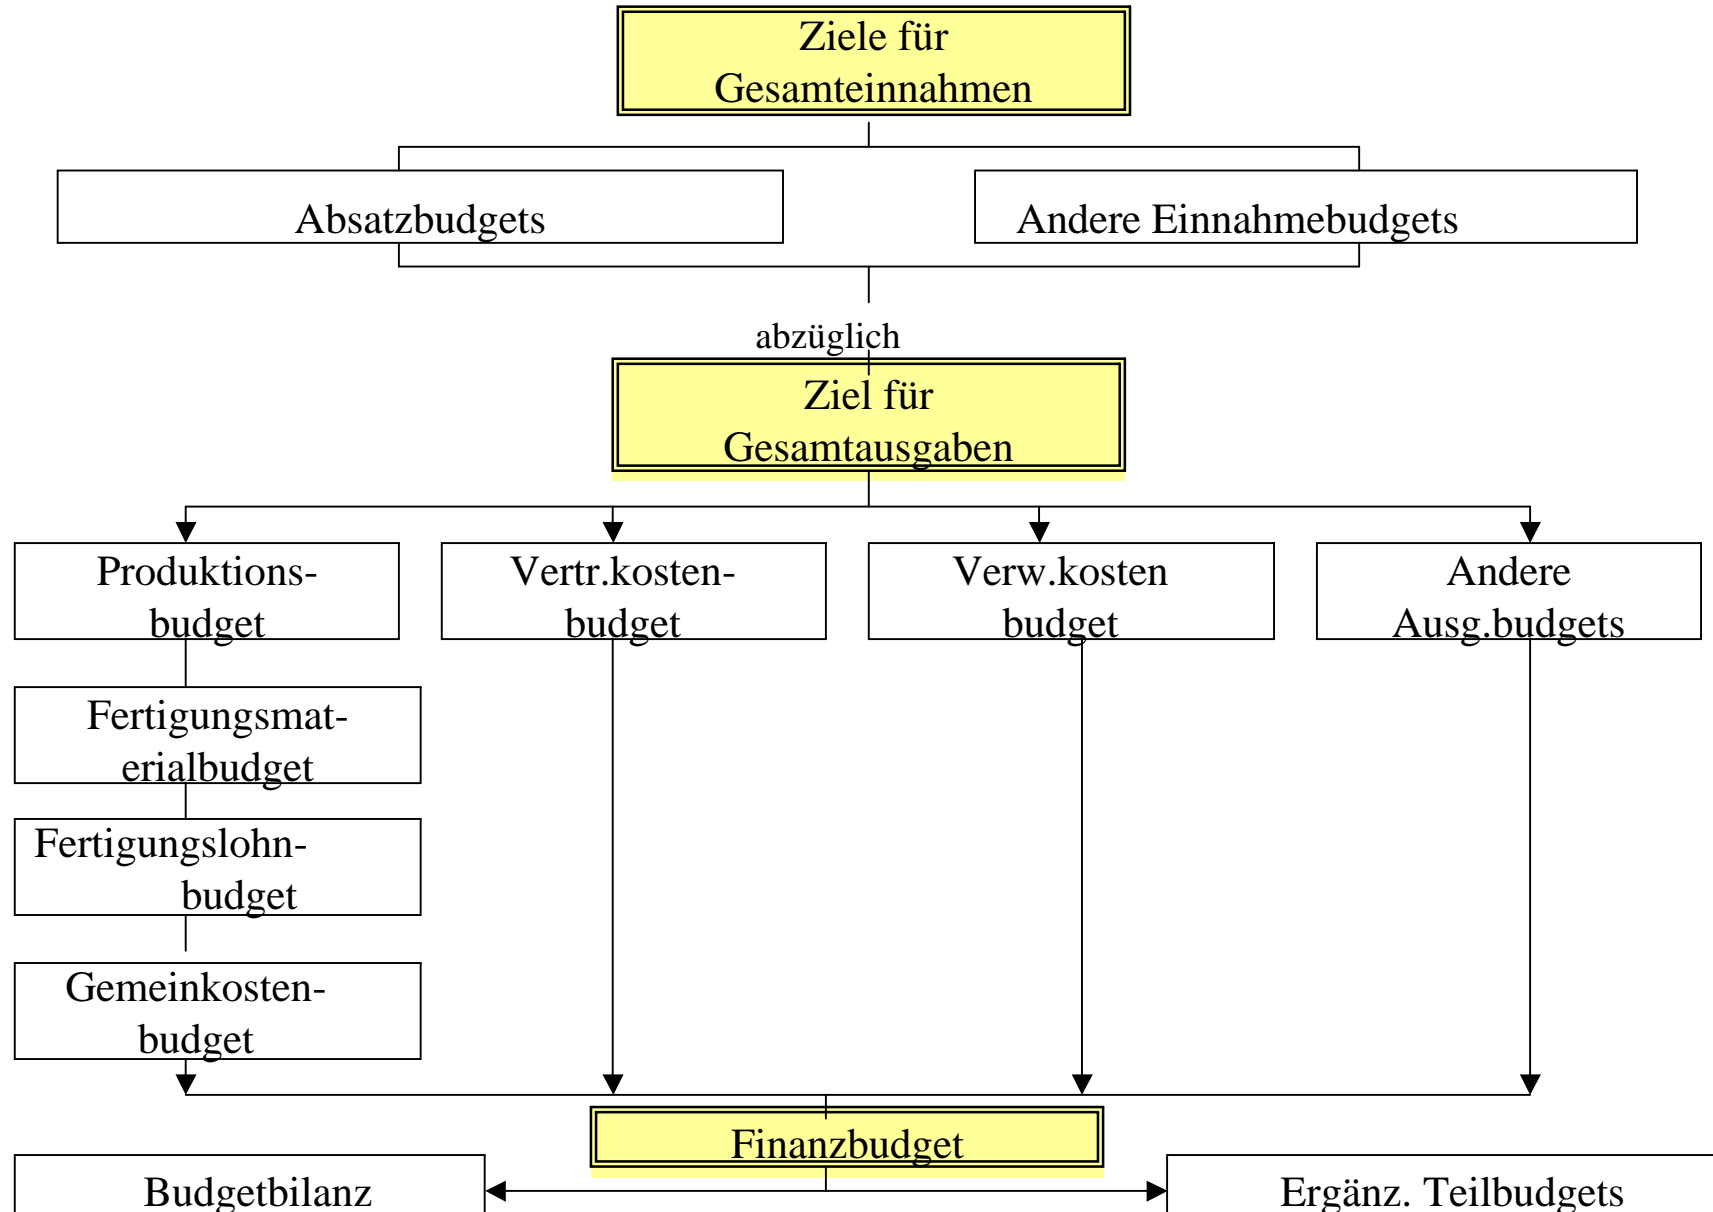 Ziele für
Gesamteinnahmen
Absatzbudgets
Andere Einnahmebudgets
abzüglich
Ziel für
Gesamtausgaben
Produktions-
budget
Vertr.kosten-
budget
Verw.kosten
budget
Andere
Ausg.budgets
Fertigungsmat-
erialbudget
Fertigungslohn-
budget
Gemeinkosten-
budget
Finanzbudget
Budgetbilanz
Ergänz. Teilbudgets